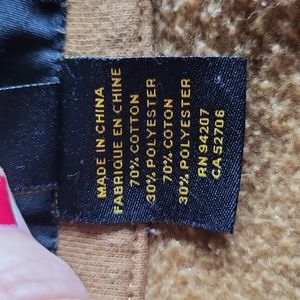 MADE IN CHINA
FABRIQUE EN CHINE
70% COTTON
30% POLYESTER
70% COTON
30% POLYESTER
RN 94207
CA 52706